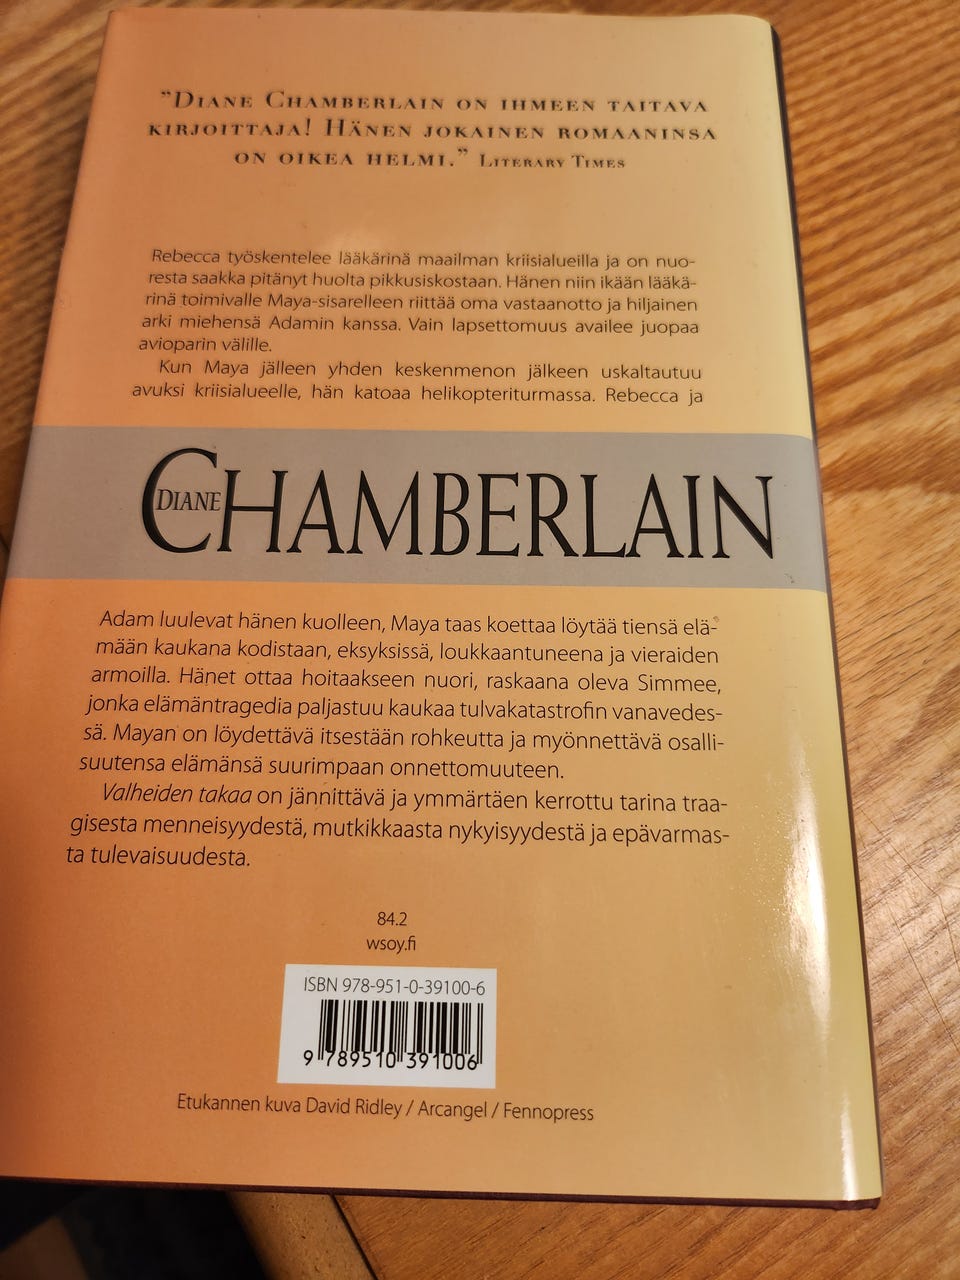 ”Diane Chamberlain on ihmeen taitava
kirjoittaja! Hänen jokainen romaaninsa
on oikea helmi.” Literary Times
Rebecca työskentelee lääkärinä maailman kriisialueilla ja on nuo-
resta saakka pitänyt huolta pikkusiskostaan. Hänen niin ikään lääkä-
rinä toimivalle Maya-sisarelleen riittää oma vastaanotto ja hiljainen
arki miehensä Adamin kanssa. Vain lapsettomuus availee juopaa
avioparin välille.
Kun Maya jälleen yhden keskenmenon jälkeen uskaltautuu
avuksi kriisialueelle, hän katoaa helikopteriturmassa. Rebecca ja
DIANE CHAMBERLAIN
Adam luulevat hänen kuolleen, Maya taas koettaa löytää tiensä elä-
mään kaukana kodistaan, eksyksissä, loukkaantuneena ja vieraiden
armoilla. Hänet ottaa hoitaakseen nuori, raskaana oleva Simmee,
jonka elämäntragedia paljastuu kaukaa tulvakatastrofin vanavedes-
sä. Mayan on löydettävä itsestään rohkeutta ja myönnettävä osalli-
suutensa elämänsä suurimpaan onnettomuuteen.
Valheiden takaa on jännittävä ja ymmärtäen kerrottu tarina traa-
gisesta menneisyydestä, mutkikkaasta nykyisyydestä ja epävarmas-
ta tulevaisuudesta.
84.2
wsoy.fi
ISBN 978-951-0-39100-6
9 789510 391006
Etukannen kuva David Ridley / Arcangel / Fennopress